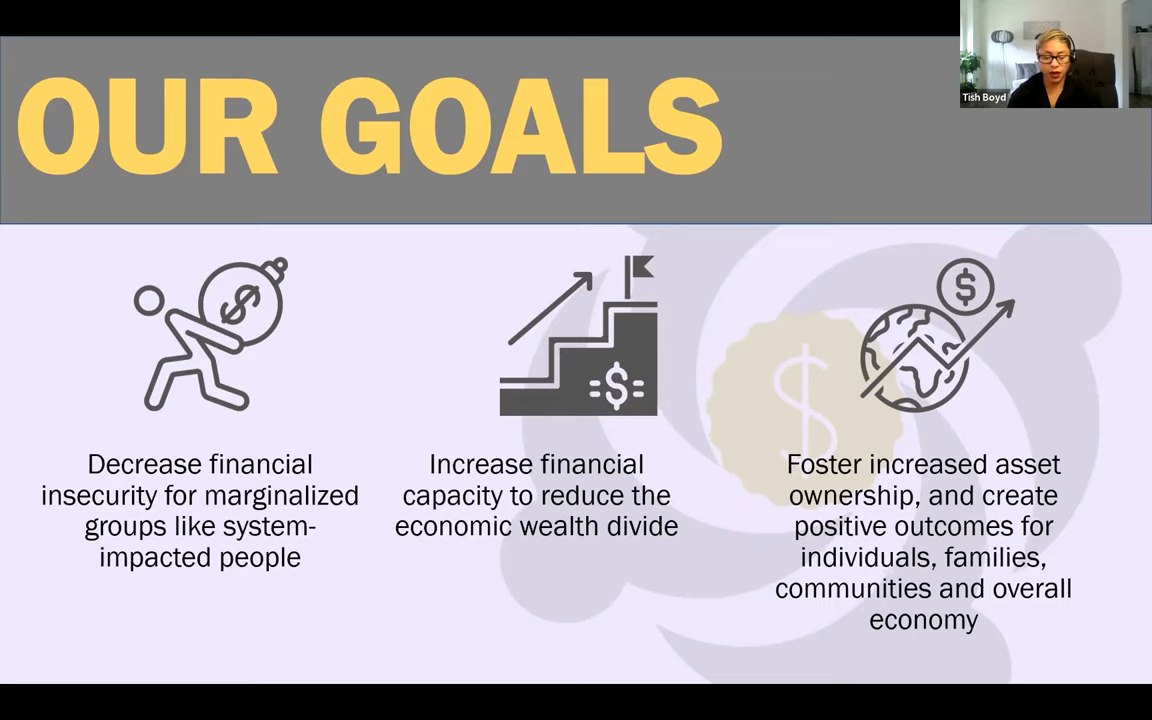 OUR GOALS
Tish Boyd
$
$
$
$
Decrease financial
insecurity for marginalized
groups like system-
impacted people
Increase financial
capacity to reduce the
economic wealth divide
Foster increased asset
ownership, and create
positive outcomes for
individuals, families,
communities and overall
economy